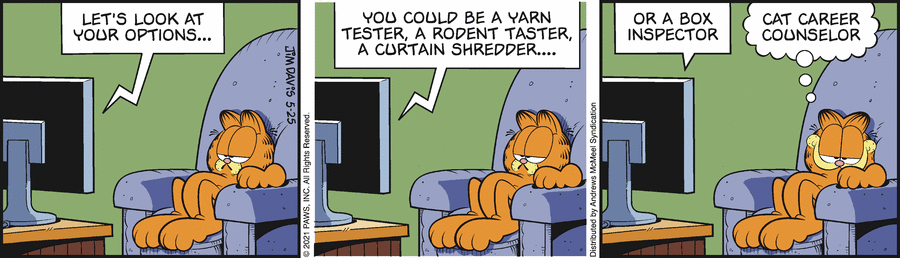 LET'S LOOK AT
YOUR OPTIONS...
JIM DAVIS 5-25
© 2021 PAWS, INC. All Rights Reserved.
YOU COULD BE A YARN
TESTER, A RODENT TASTER,
A CURTAIN SHREDDER....
Distributed by Andrews McMeel Syndication
OR A BOX
INSPECTOR
CAT CAREER
COUNSELOR